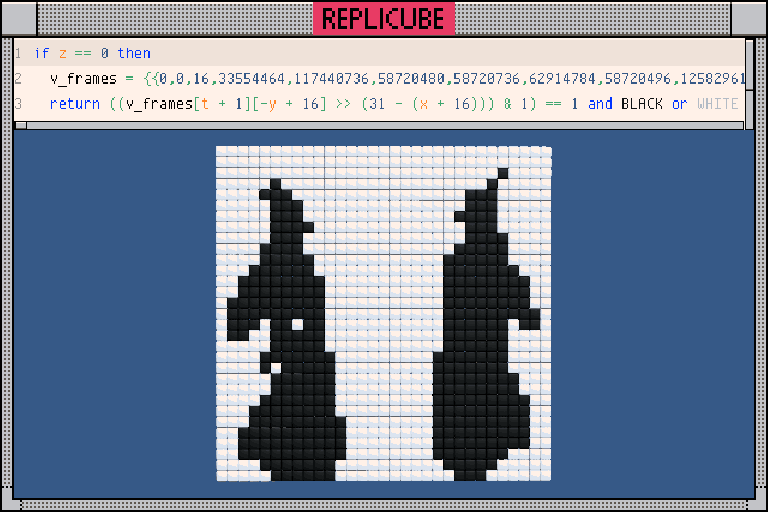 REPLICUBE
1 if z == 0 then
2 v_frames = {{0,0,16,33554464,117440736,58720480,58720736,62914784,58720496,12582961
3 return ((v_frames[t + 1][-y + 16] >> (31 - (x + 16))) & 1) == 1 and BLACK or WHITE